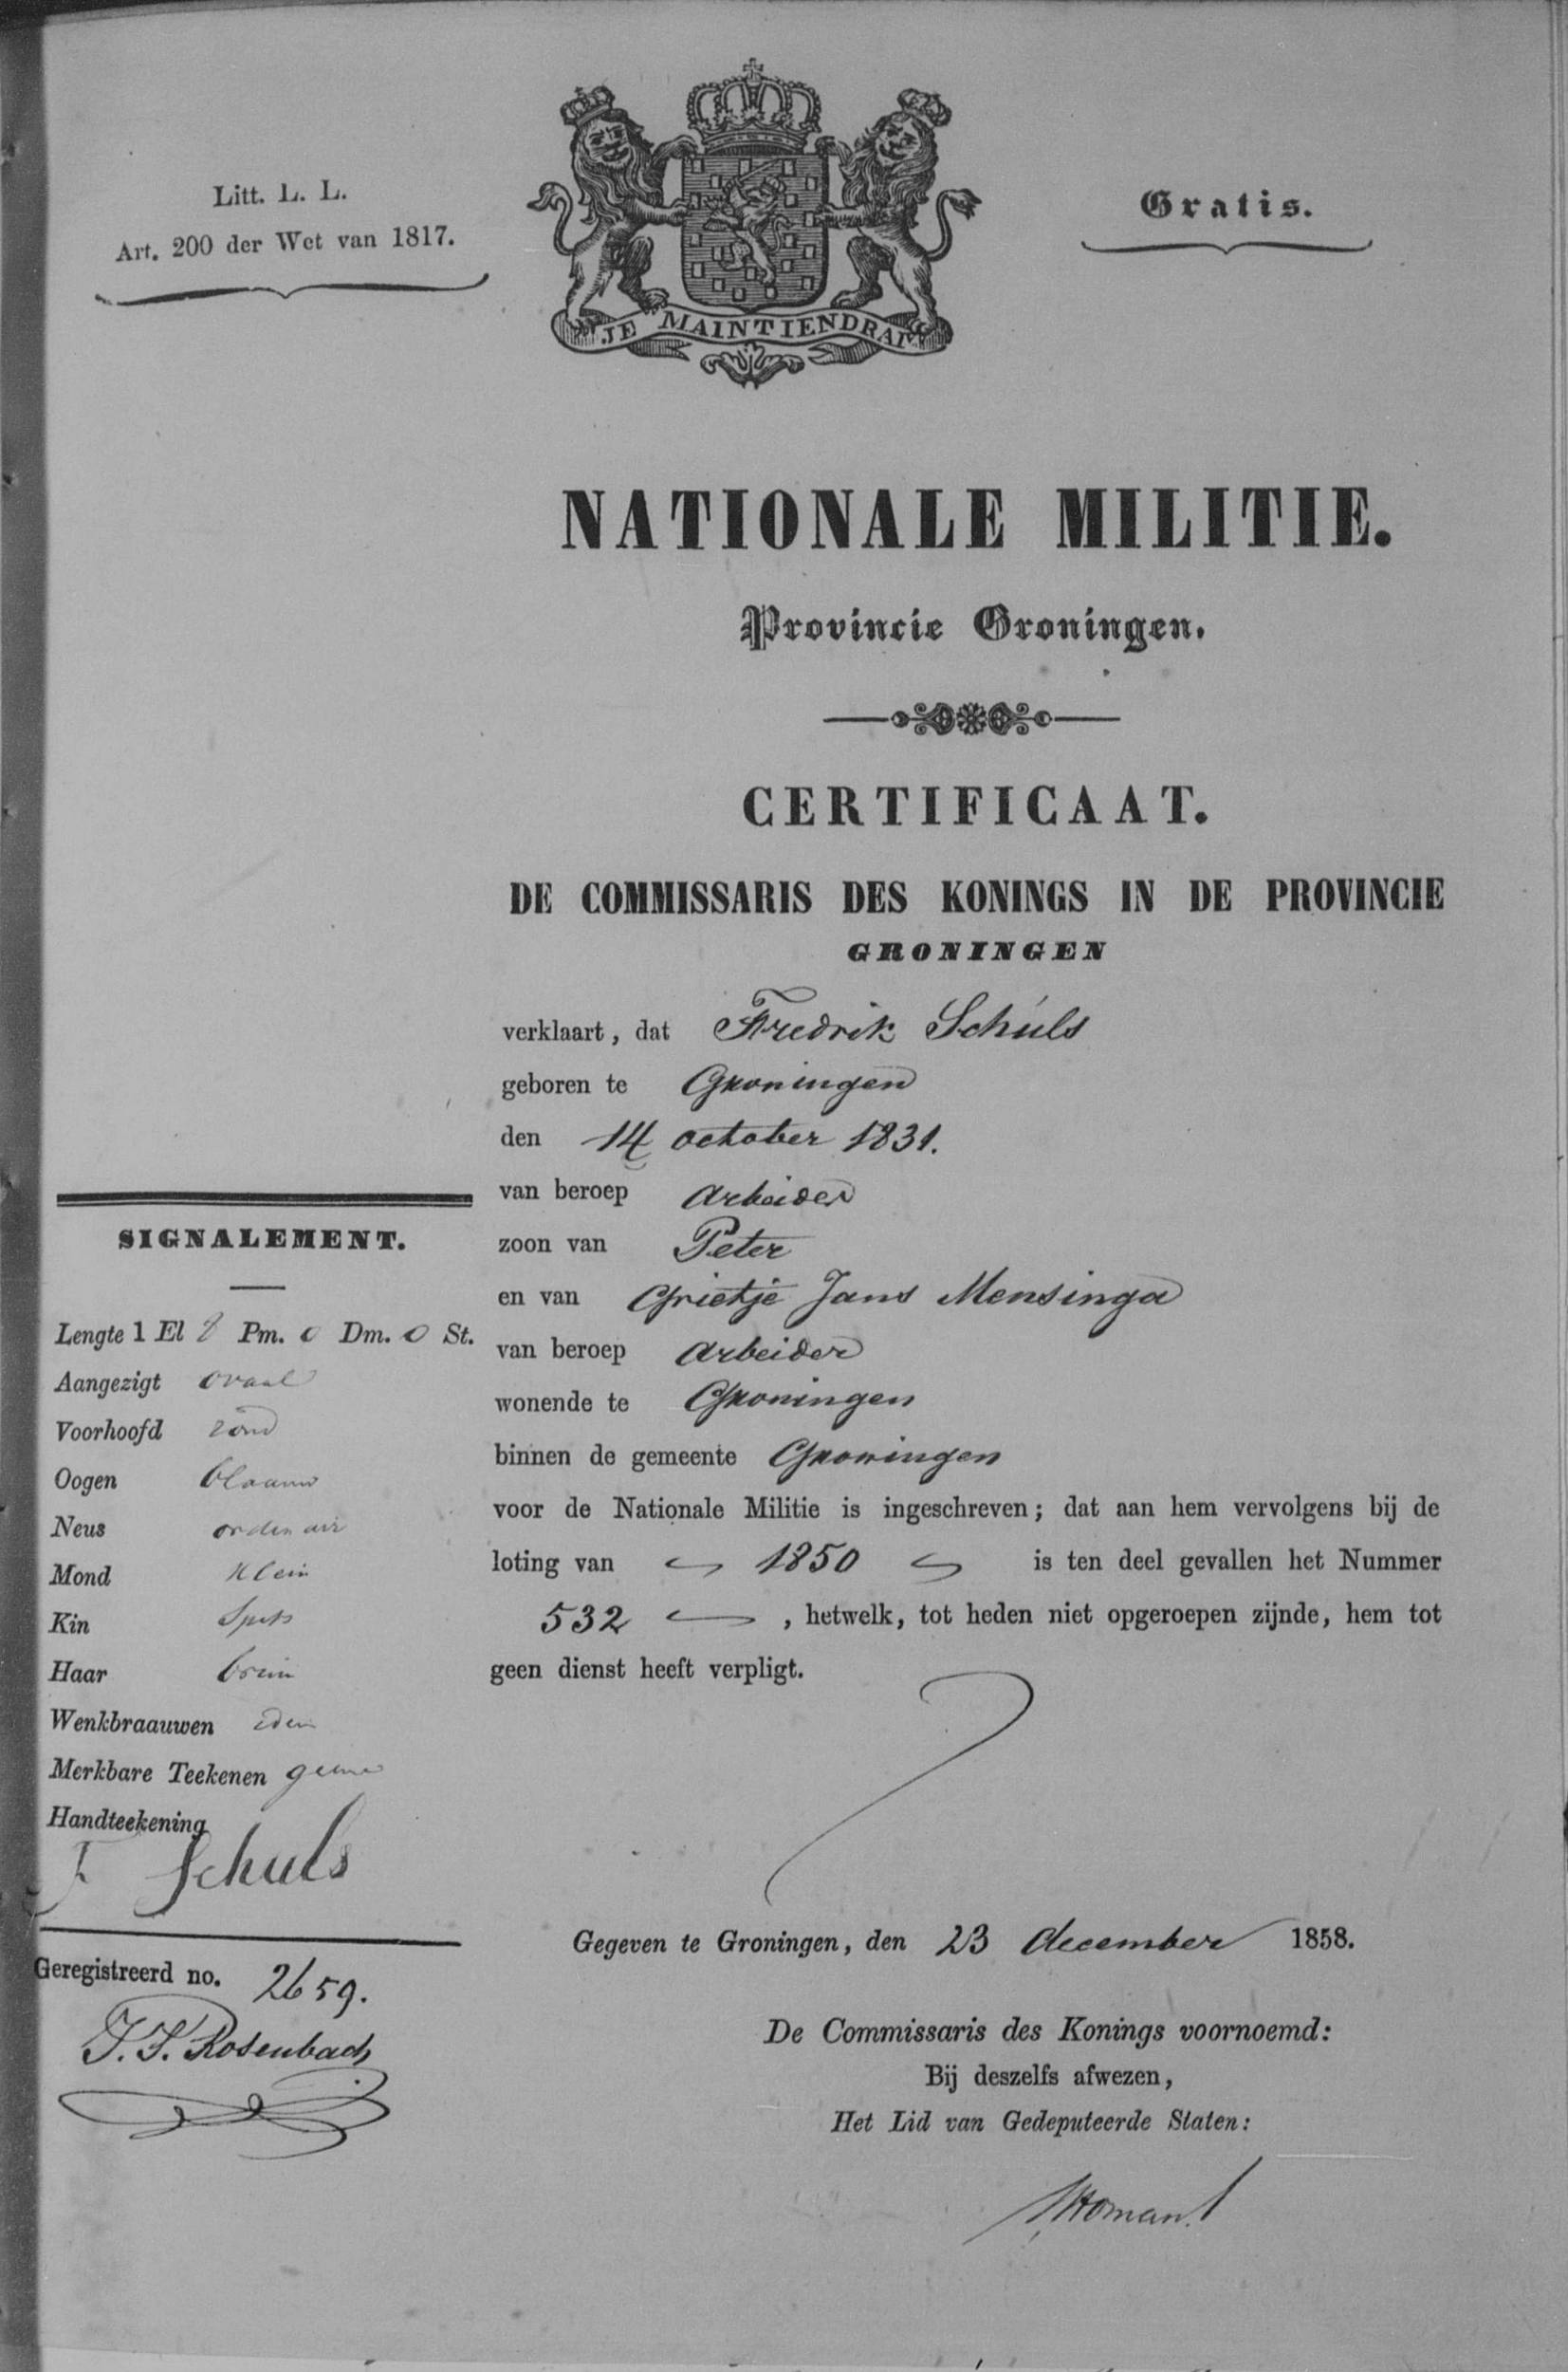 Litt. L. L.
Art. 200 der Wet van 1817.
Gratis.
JE MAINTIENDRAI
NATIONALE MILITIE.
Provincie Groningen.
CERTIFICAAT.
DE COMMISSARIS DES KONINGS IN DE PROVINCIE
GRONINGEN
verklaart, dat Fredrik Schúls
geboren te Groningen
den 14 october 1831.
van beroep arbeider
zoon van Peter
en van Grietje Jans Mensinga
van beroep arbeider
wonende te Groningen
binnen de gemeente Groningen
voor de Nationale Militie is ingeschreven; dat aan hem vervolgens bij de
loting van 1850 is ten deel gevallen het Nummer
532, hetwelk, tot heden niet opgeroepen zijnde, hem tot
geen dienst heeft verpligt.
Gegeven te Groningen, den 23 december 1858.
De Commissaris des Konings voornoemd:
Bij deszelfs afwezen,
Het Lid van Gedeputeerde Staten:
SIGNALEMENT.
Lengte 1 El 8 Pm. 0 Dm. 0 St.
Aangezigt ovaal
Voorhoofd rond
Oogen blaauw
Neus ordinair
Mond klein
Kin Spits
Haar bruin
Wenkbraauwen idem
Merkbare Teekenen geene
Handteekening
F Schuls
Geregistreerd no. 2659.
J. J. Rosenbach